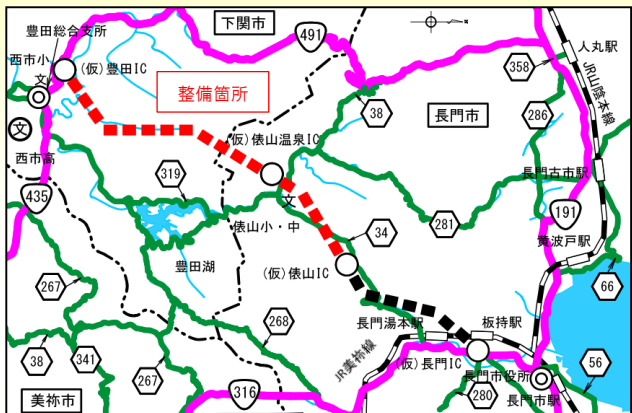 下関市
豊田総合支所
491
人丸駅
西市小
文
(仮)豊田IC
358
JR山陰本線
整備箇所
38
長門市
286
文
(仮)俵山温泉IC
西市高
319
長門古市駅
文
435
191
俵山小・中
34
281
黄波戸駅
豊田湖
(仮)俵山IC
66
267
268
長門湯本駅
板持駅
38
341
267
JR美祢線
(仮)長門IC
56
長門市役所
美祢市
316
280
長門市駅